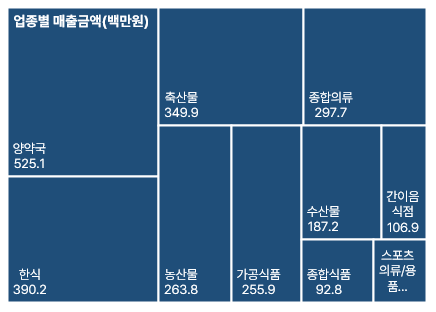 업종별 매출금액(백만원)
양약국
525.1
한식
390.2
축산물
349.9
종합의류
297.7
농산물
263.8
가공식품
255.9
수산물
187.2
간이음
식점
106.9
종합식품
92.8
스포츠
의류/용
품...